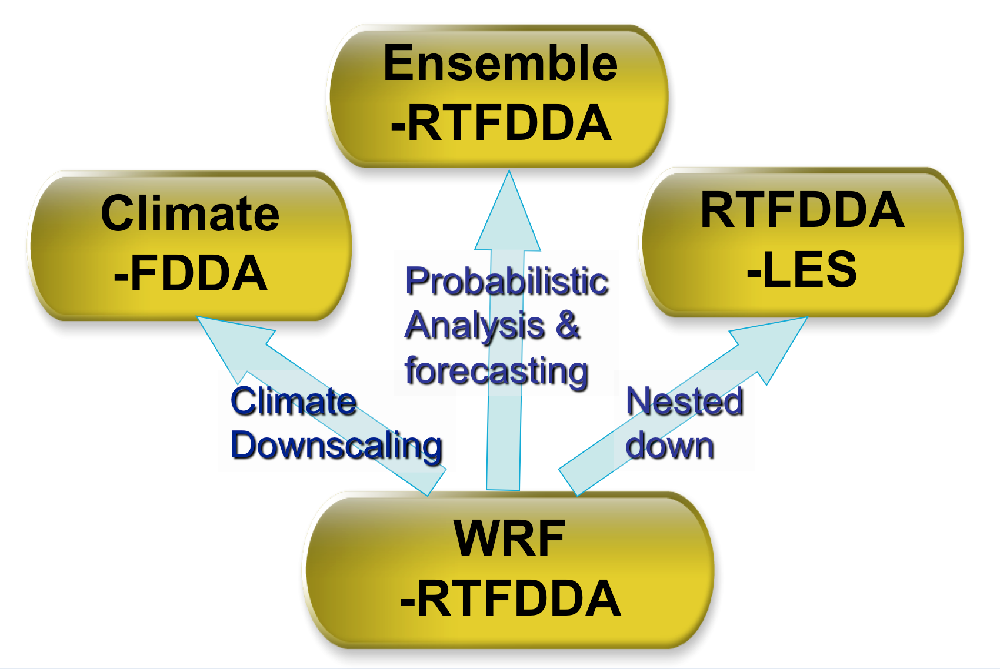 Ensemble
-RTFDDA
Climate
-FDDA
RTFDDA
-LES
Probabilistic
Analysis &
forecasting
Climate
Downscaling
Nested
down
WRF
-RTFDDA